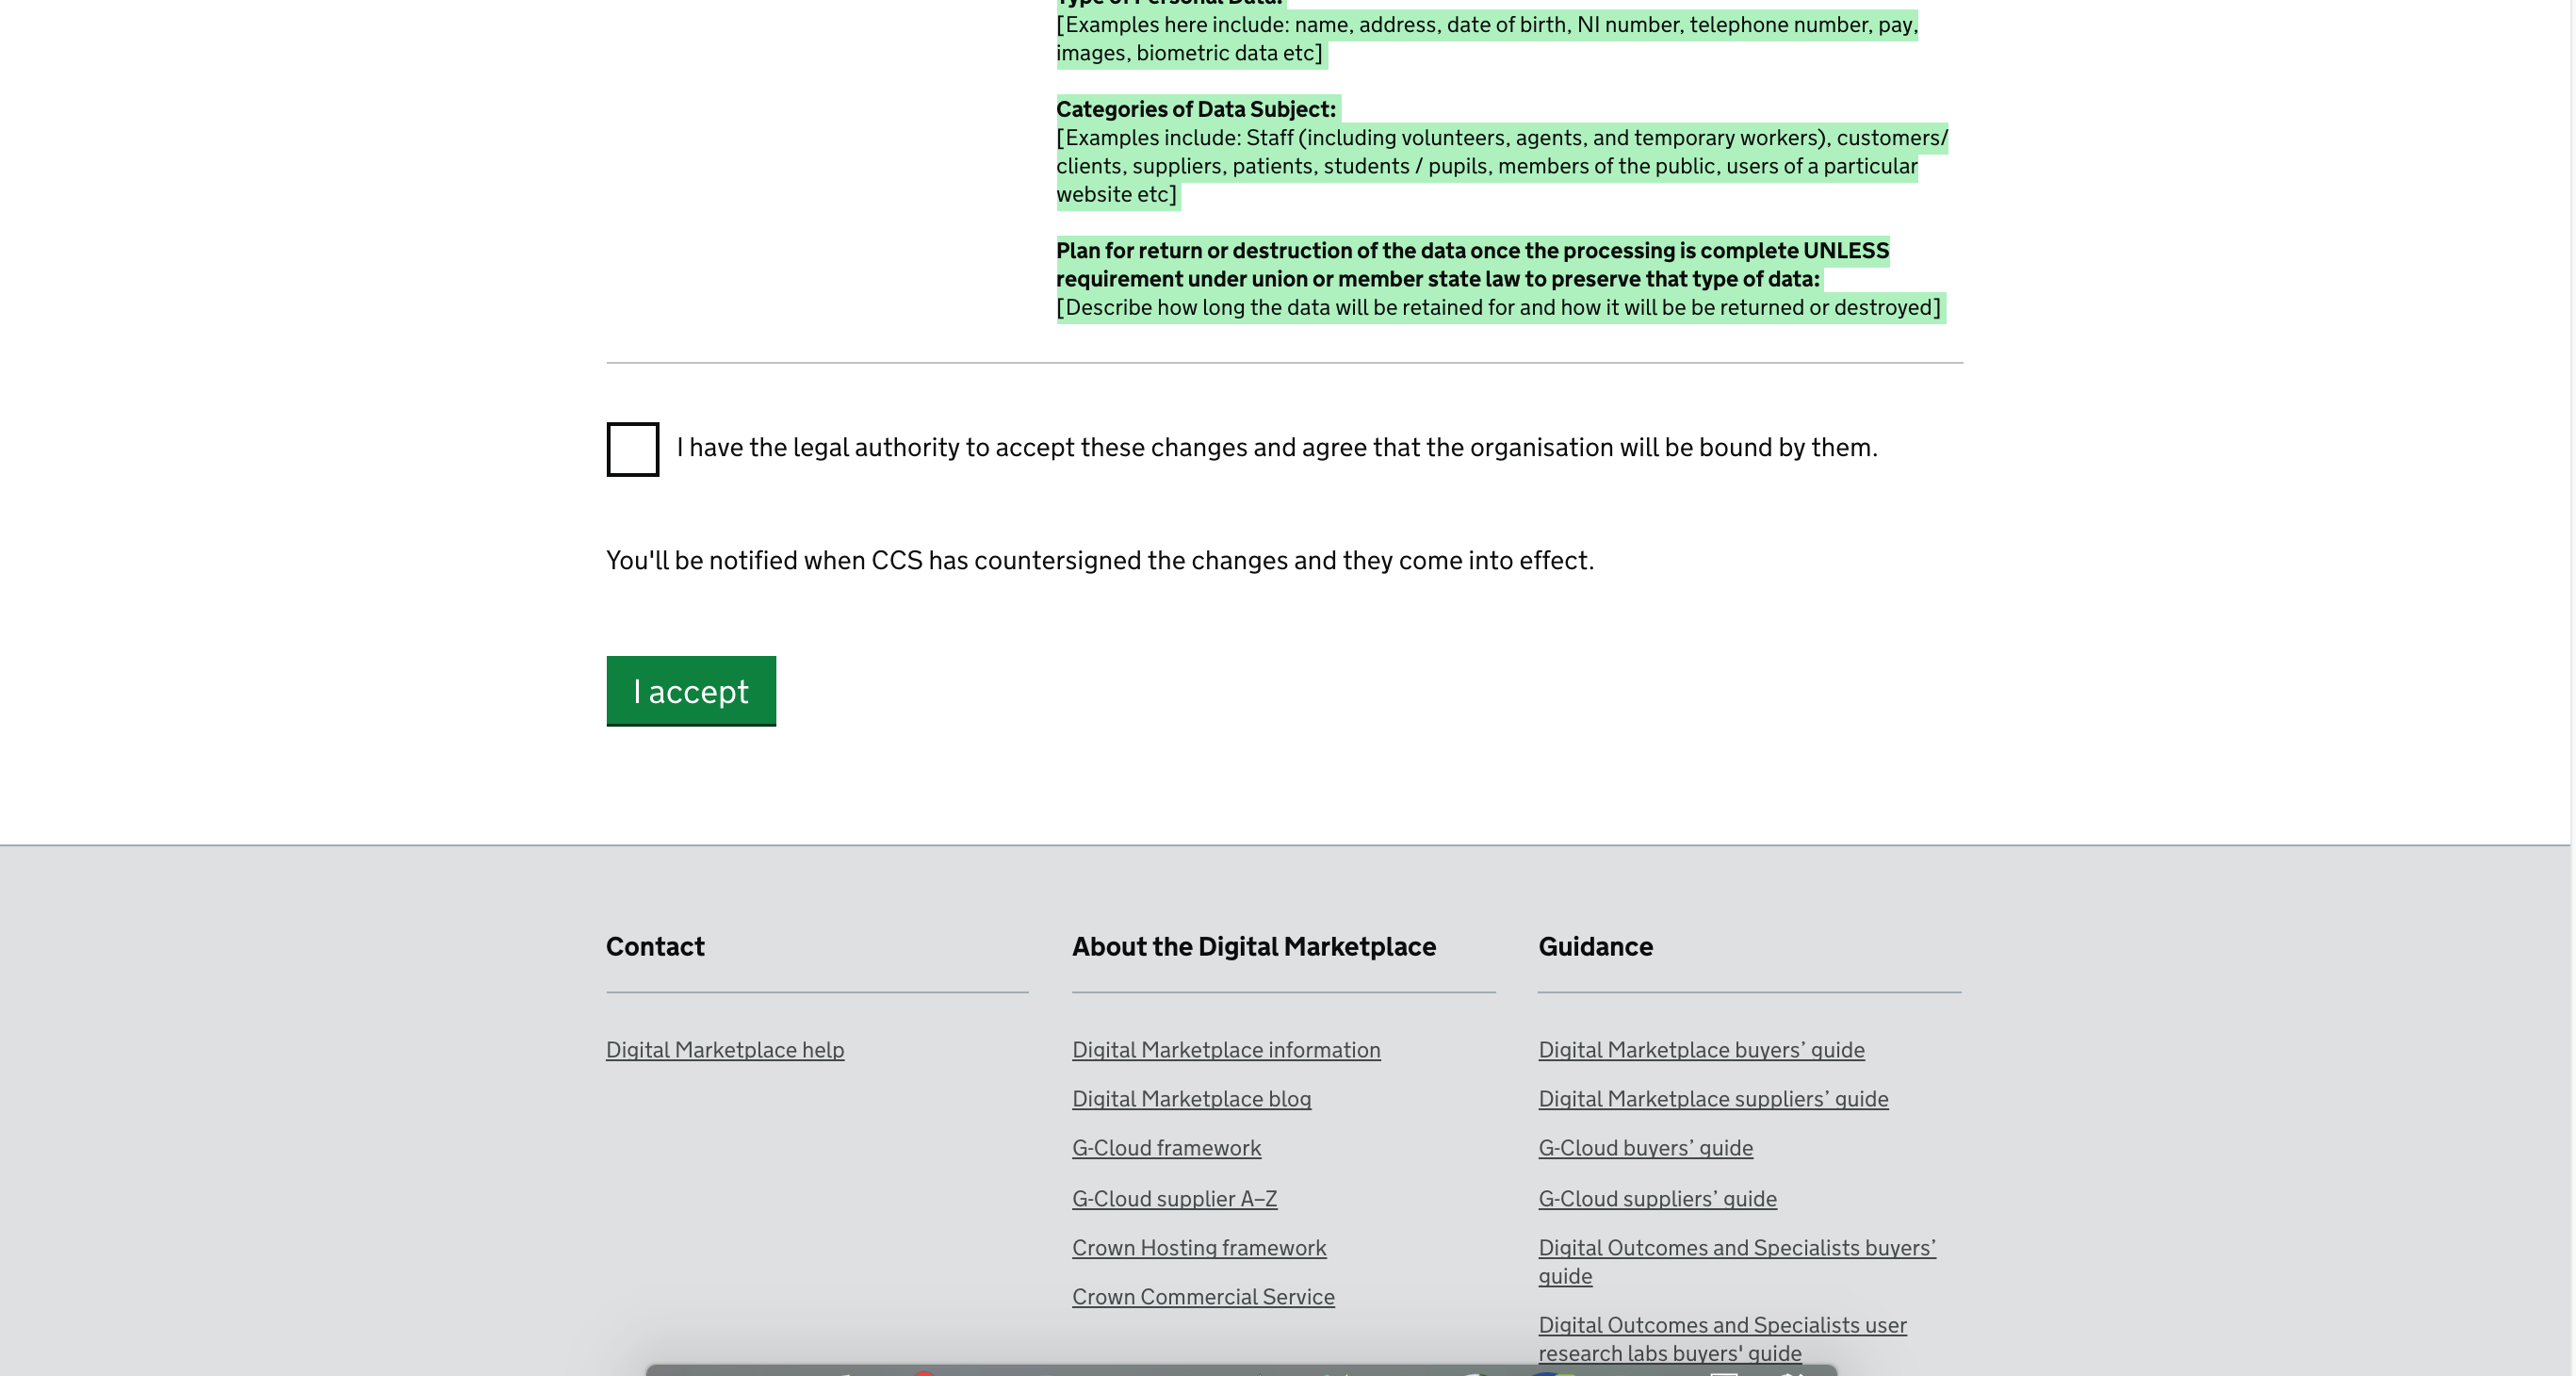 Type of Personal Data:
[Examples here include: name, address, date of birth, NI number, telephone number, pay,
images, biometric data etc]
Categories of Data Subject:
[Examples include: Staff (including volunteers, agents, and temporary workers), customers/
clients, suppliers, patients, students / pupils, members of the public, users of a particular
website etc]
Plan for return or destruction of the data once the processing is complete UNLESS
requirement under union or member state law to preserve that type of data:
[Describe how long the data will be retained for and how it will be be returned or destroyed]
I have the legal authority to accept these changes and agree that the organisation will be bound by them.
You'll be notified when CCS has countersigned the changes and they come into effect.
I accept
Contact
Digital Marketplace help
About the Digital Marketplace
Digital Marketplace information
Digital Marketplace blog
G-Cloud framework
G-Cloud supplier A–Z
Crown Hosting framework
Crown Commercial Service
Guidance
Digital Marketplace buyers’ guide
Digital Marketplace suppliers’ guide
G-Cloud buyers’ guide
G-Cloud suppliers’ guide
Digital Outcomes and Specialists buyers’
guide
Digital Outcomes and Specialists user
research labs buyers' guide